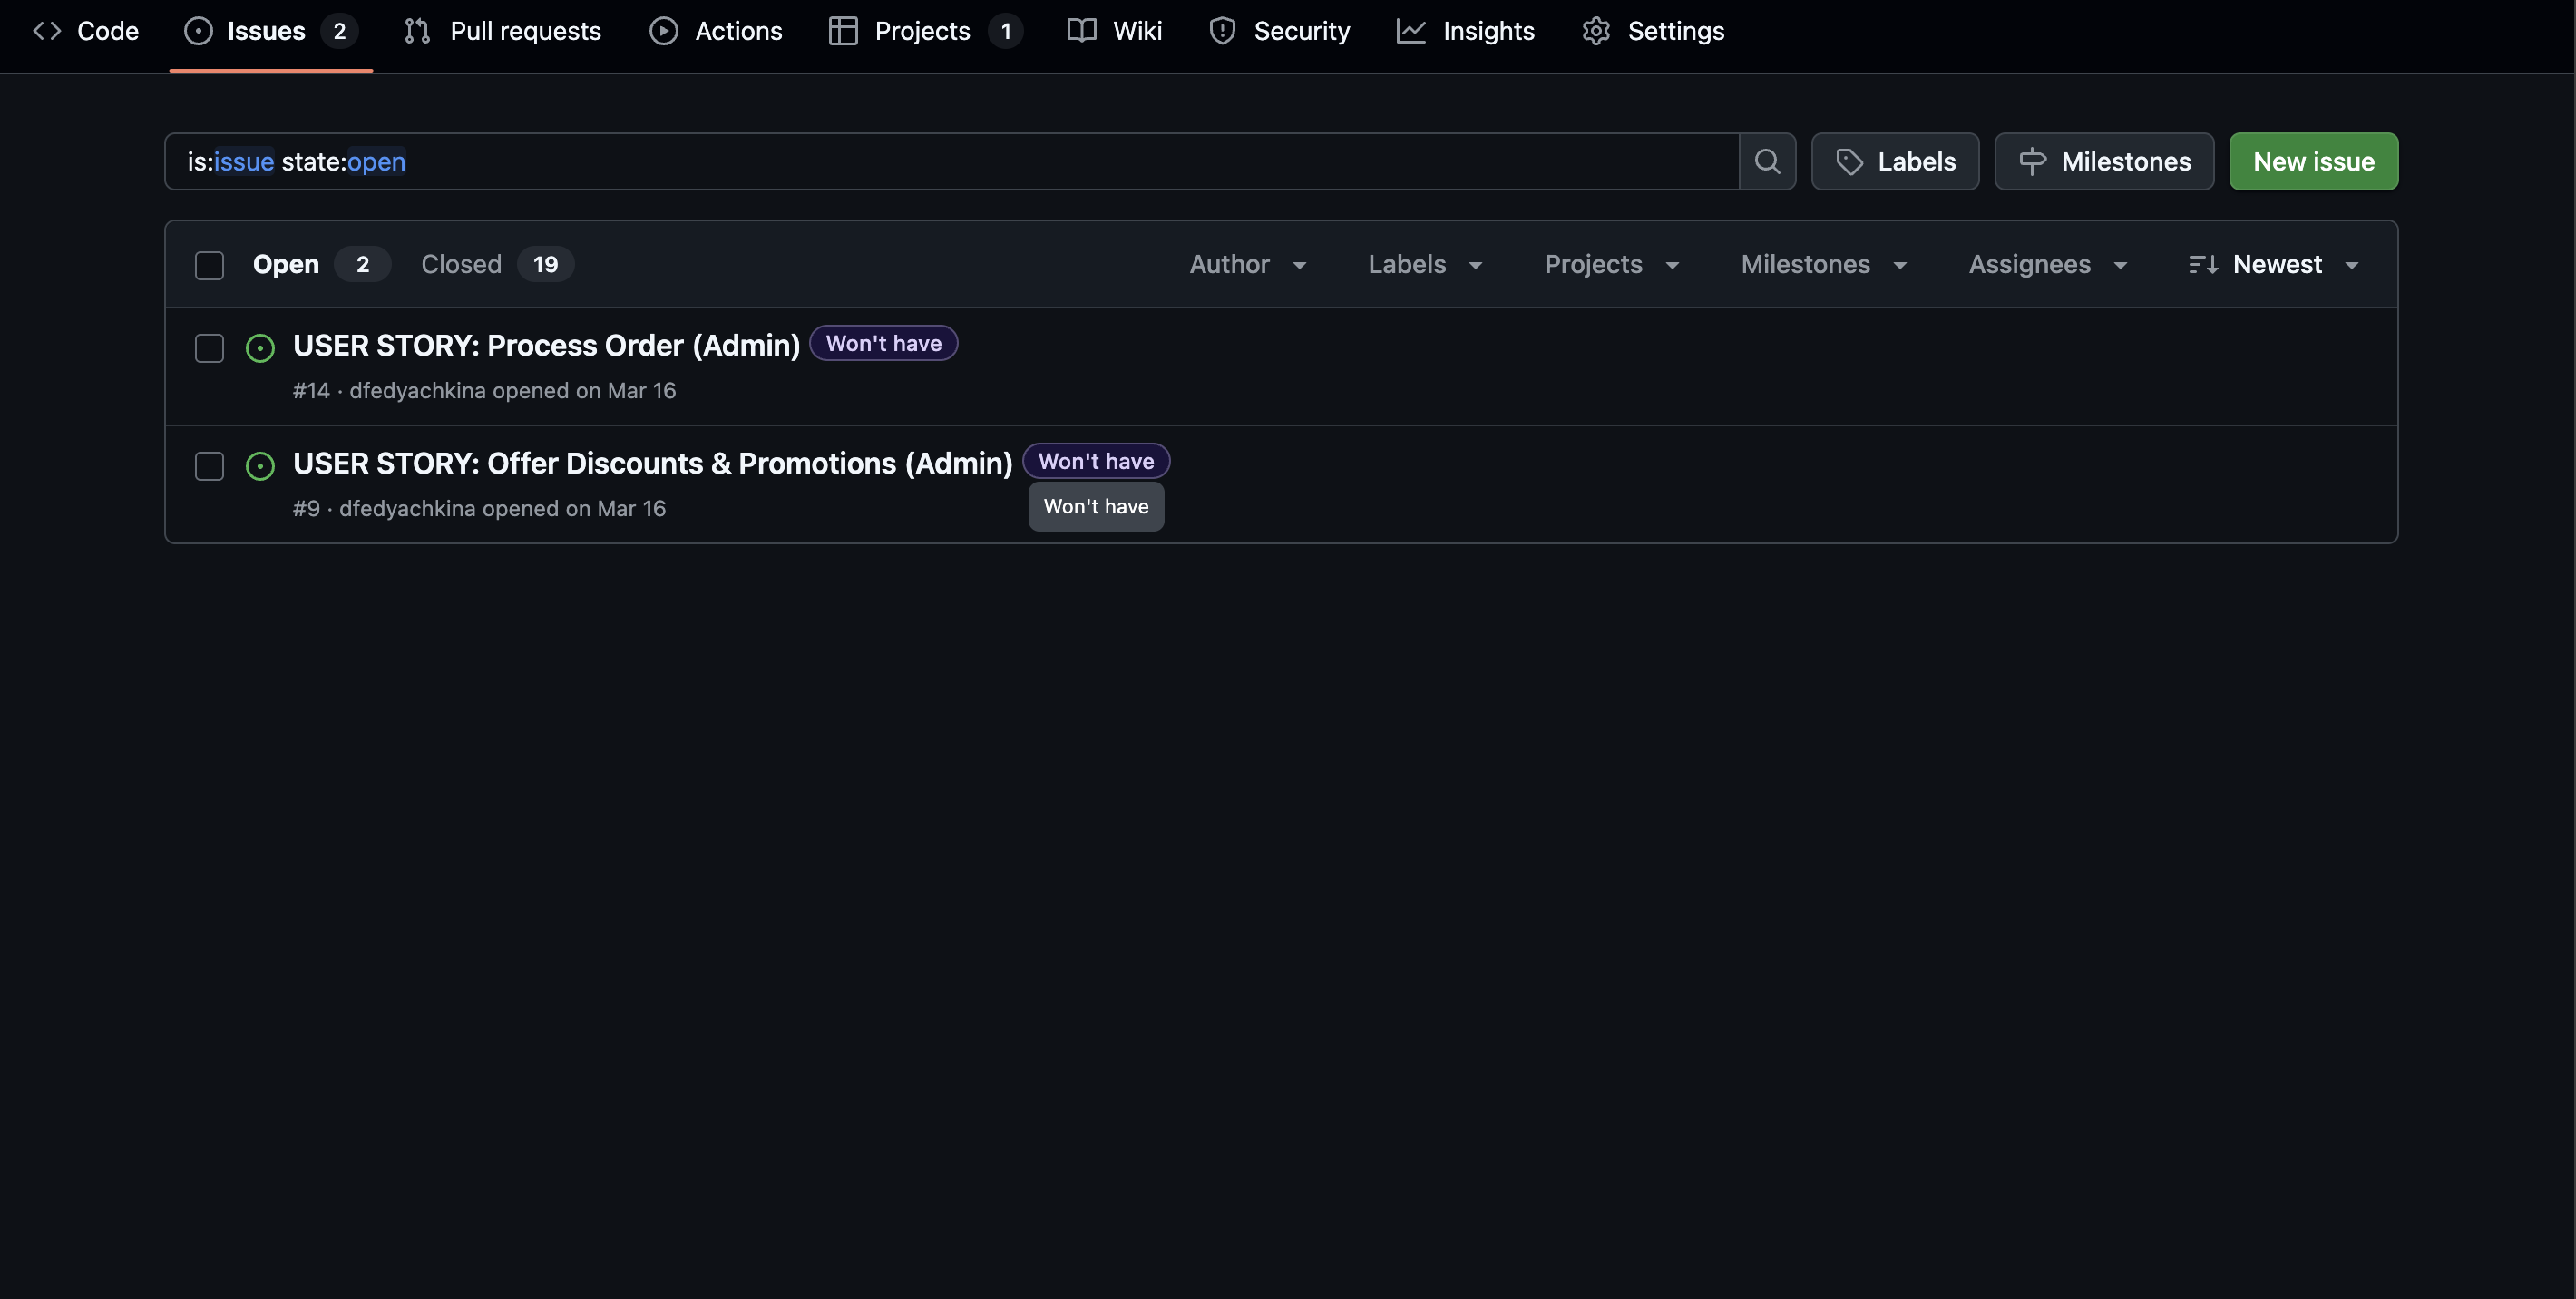 Code Issues 2 Pull requests Actions Projects 1 Wiki Security Insights Settings
is:issue state:open Labels Milestones New issue
Open 2 Closed 19 Author Labels Projects Milestones Assignees Newest
USER STORY: Process Order (Admin) Won't have
#14 · dfedyachkina opened on Mar 16
USER STORY: Offer Discounts & Promotions (Admin) Won't have
#9 · dfedyachkina opened on Mar 16 Won't have